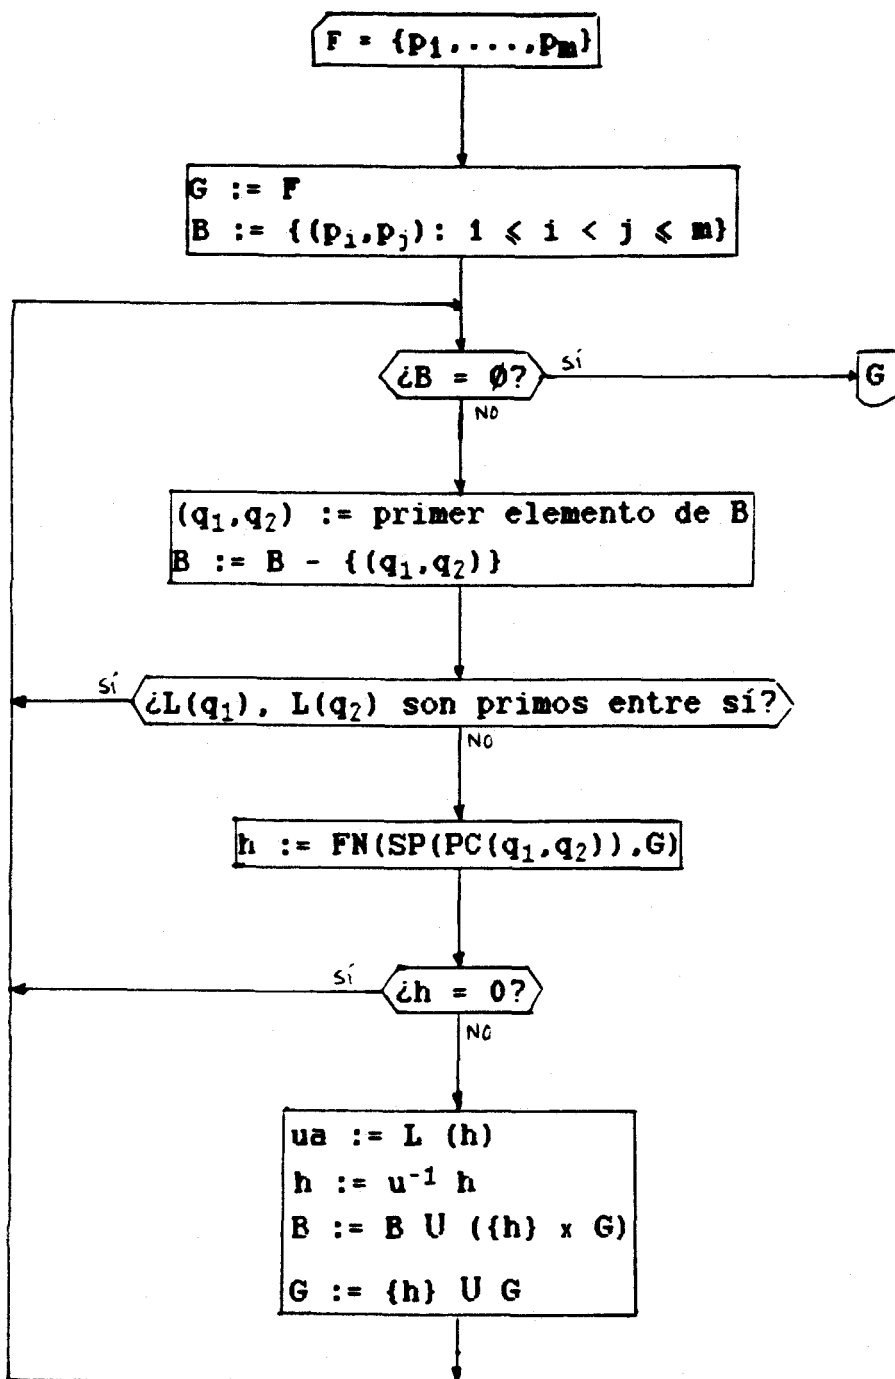 F = {p₁,....,pₘ}
G := F
B := {(pᵢ,pⱼ): 1 ⩽ i < j ⩽ m}
¿B = Ø?
SÍ
G
NO
(q₁,q₂) := primer elemento de B
B := B - {(q₁,q₂)}
SÍ
¿L(q₁), L(q₂) son primos entre sí?
NO
h := FN(SP(PC(q₁,q₂)),G)
SÍ
¿h = 0?
NO
ua := L (h)
h := u⁻¹ h
B := B U ({h} x G)
G := {h} U G